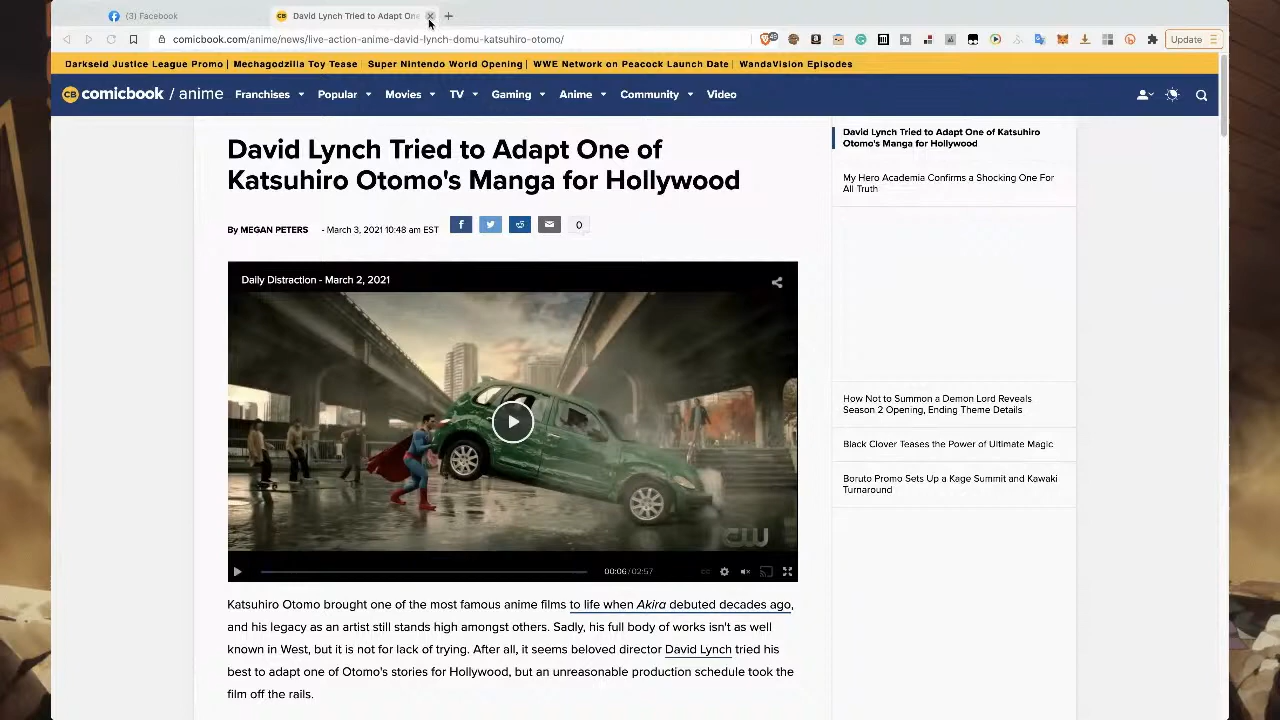 (3) Facebook
David Lynch Tried to Adapt One
comicbook.com/anime/news/live-action-anime-david-lynch-domu-katsuhiro-otomo/
Update
Darkseid Justice League Promo | Mechagodzilla Toy Tease | Super Nintendo World Opening | WWE Network on Peacock Launch Date | WandaVision Episodes
CB comicbook / anime Franchises Popular Movies TV Gaming Anime Community Video
David Lynch Tried to Adapt One of
Katsuhiro Otomo's Manga for Hollywood
By MEGAN PETERS - March 3, 2021 10:48 am EST
0
Daily Distraction - March 2, 2021
CW
00:06 / 02:57
Katsuhiro Otomo brought one of the most famous anime films to life when Akira debuted decades ago,
and his legacy as an artist still stands high amongst others. Sadly, his full body of works isn't as well
known in West, but it is not for lack of trying. After all, it seems beloved director David Lynch tried his
best to adapt one of Otomo's stories for Hollywood, but an unreasonable production schedule took the
film off the rails.
David Lynch Tried to Adapt One of Katsuhiro
Otomo's Manga for Hollywood
My Hero Academia Confirms a Shocking One For
All Truth
How Not to Summon a Demon Lord Reveals
Season 2 Opening, Ending Theme Details
Black Clover Teases the Power of Ultimate Magic
Boruto Promo Sets Up a Kage Summit and Kawaki
Turnaround